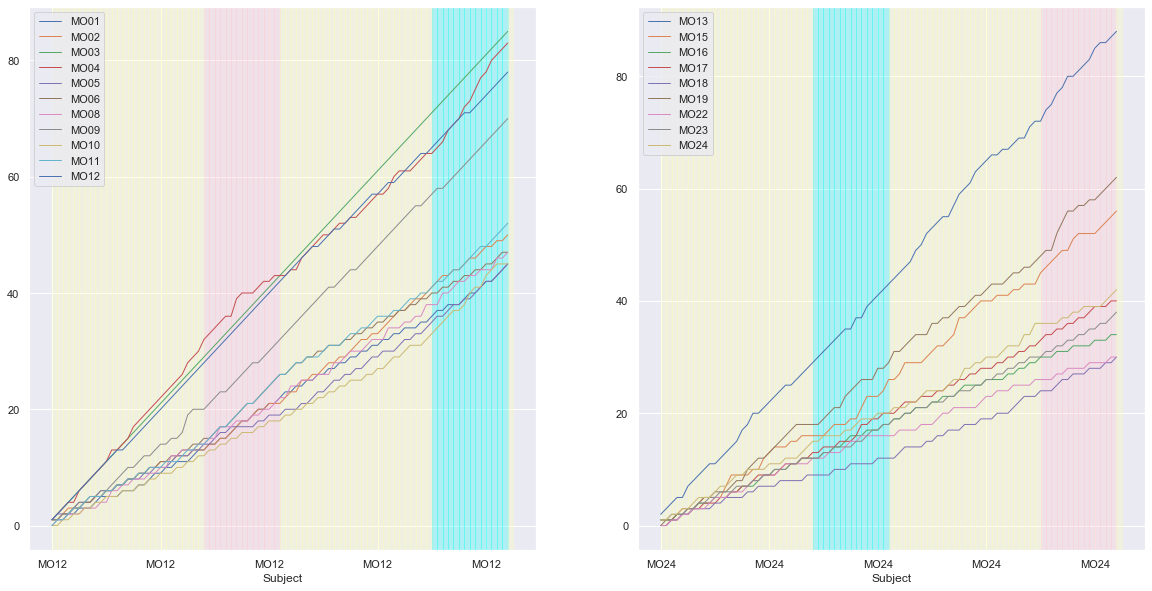 MO01
MO02
MO03
MO04
MO05
MO06
MO08
MO09
MO10
MO11
MO12
80
60
40
20
0
MO12 MO12 MO12 MO12 MO12
Subject
MO13
MO15
MO16
MO17
MO18
MO19
MO22
MO23
MO24
80
60
40
20
0
MO24 MO24 MO24 MO24 MO24
Subject